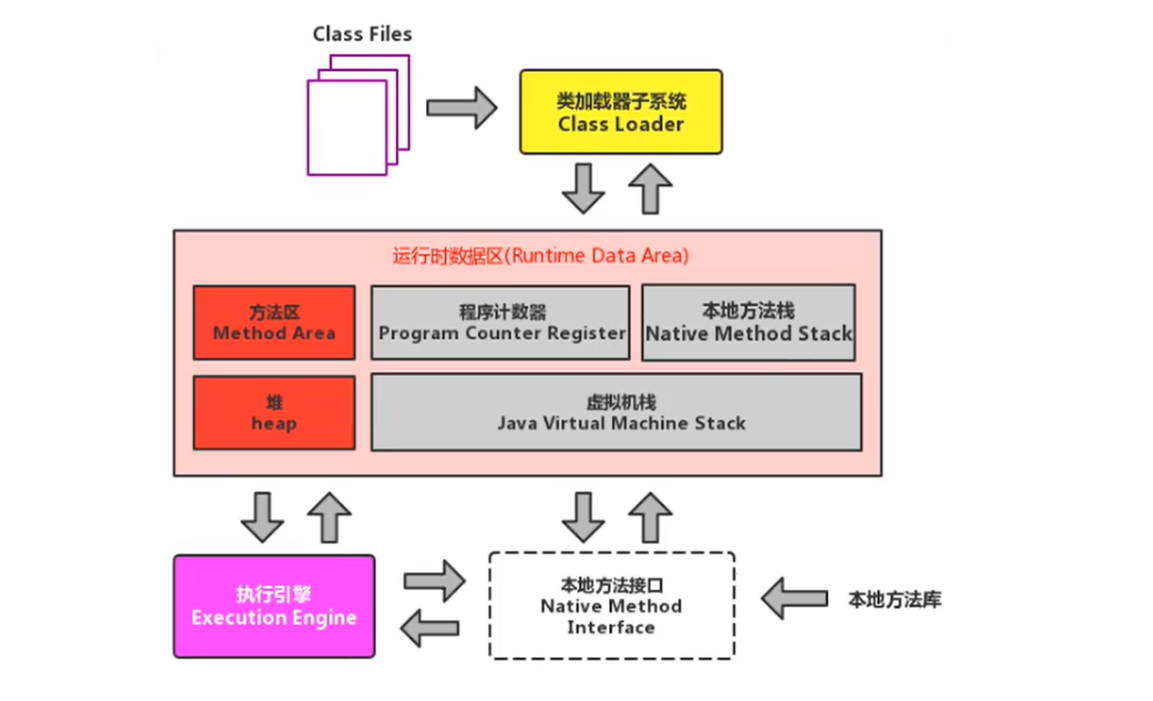 Class Files
类加载器子系统
Class Loader
运行时数据区(Runtime Data Area)
方法区
Method Area
程序计数器
Program Counter Register
本地方法栈
Native Method Stack
堆
heap
虚拟机栈
Java Virtual Machine Stack
执行引擎
Execution Engine
本地方法接口
Native Method
Interface
本地方法库